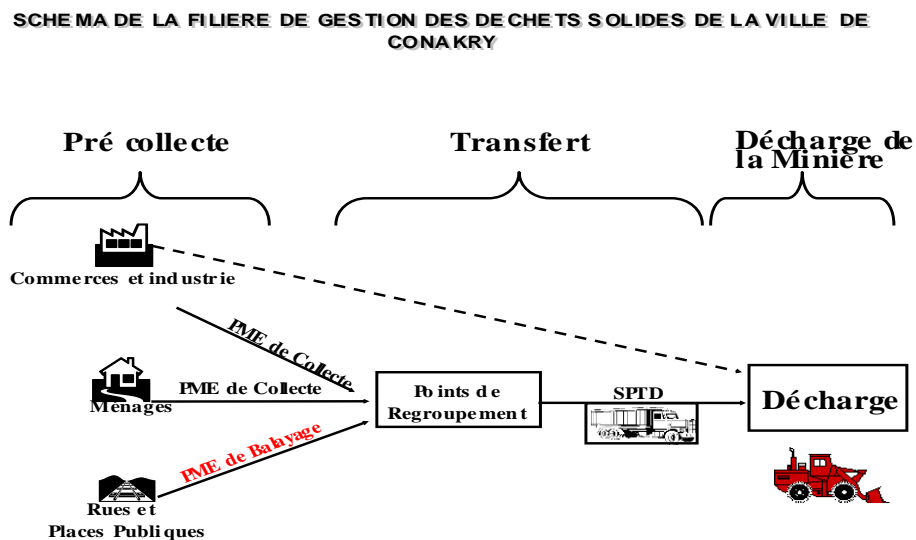 SCHEMA DE LA FILIERE DE GESTION DES DECHETS SOLIDES DE LA VILLE DE
CONAKRY
Pré collecte
Transfert
Décharge de
la Minière
Commerces et industrie
PME de Collecte
Ménages
PME de Collecte
Points de
Regroupement
SPTD
Décharge
PME de Balayage
Rues et
Places Publiques